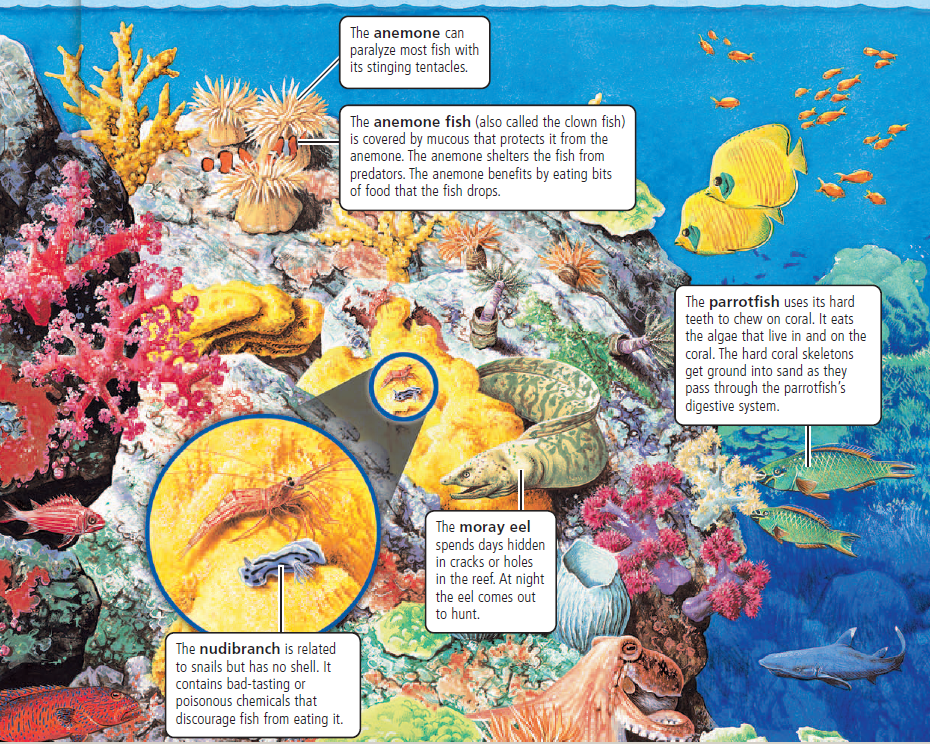 The anemone can
paralyze most fish with
its stinging tentacles.
The anemone fish (also called the clown fish)
is covered by mucous that protects it from the
anemone. The anemone shelters the fish from
predators. The anemone benefits by eating bits
of food that the fish drops.
The parrotfish uses its hard
teeth to chew on coral. It eats
the algae that live in and on the
coral. The hard coral skeletons
get ground into sand as they
pass through the parrotfish's
digestive system.
The moray eel
spends days hidden
in cracks or holes
in the reef. At night
the eel comes out
to hunt.
The nudibranch is related
to snails but has no shell. It
contains bad-tasting or
poisonous chemicals that
discourage fish from eating it.